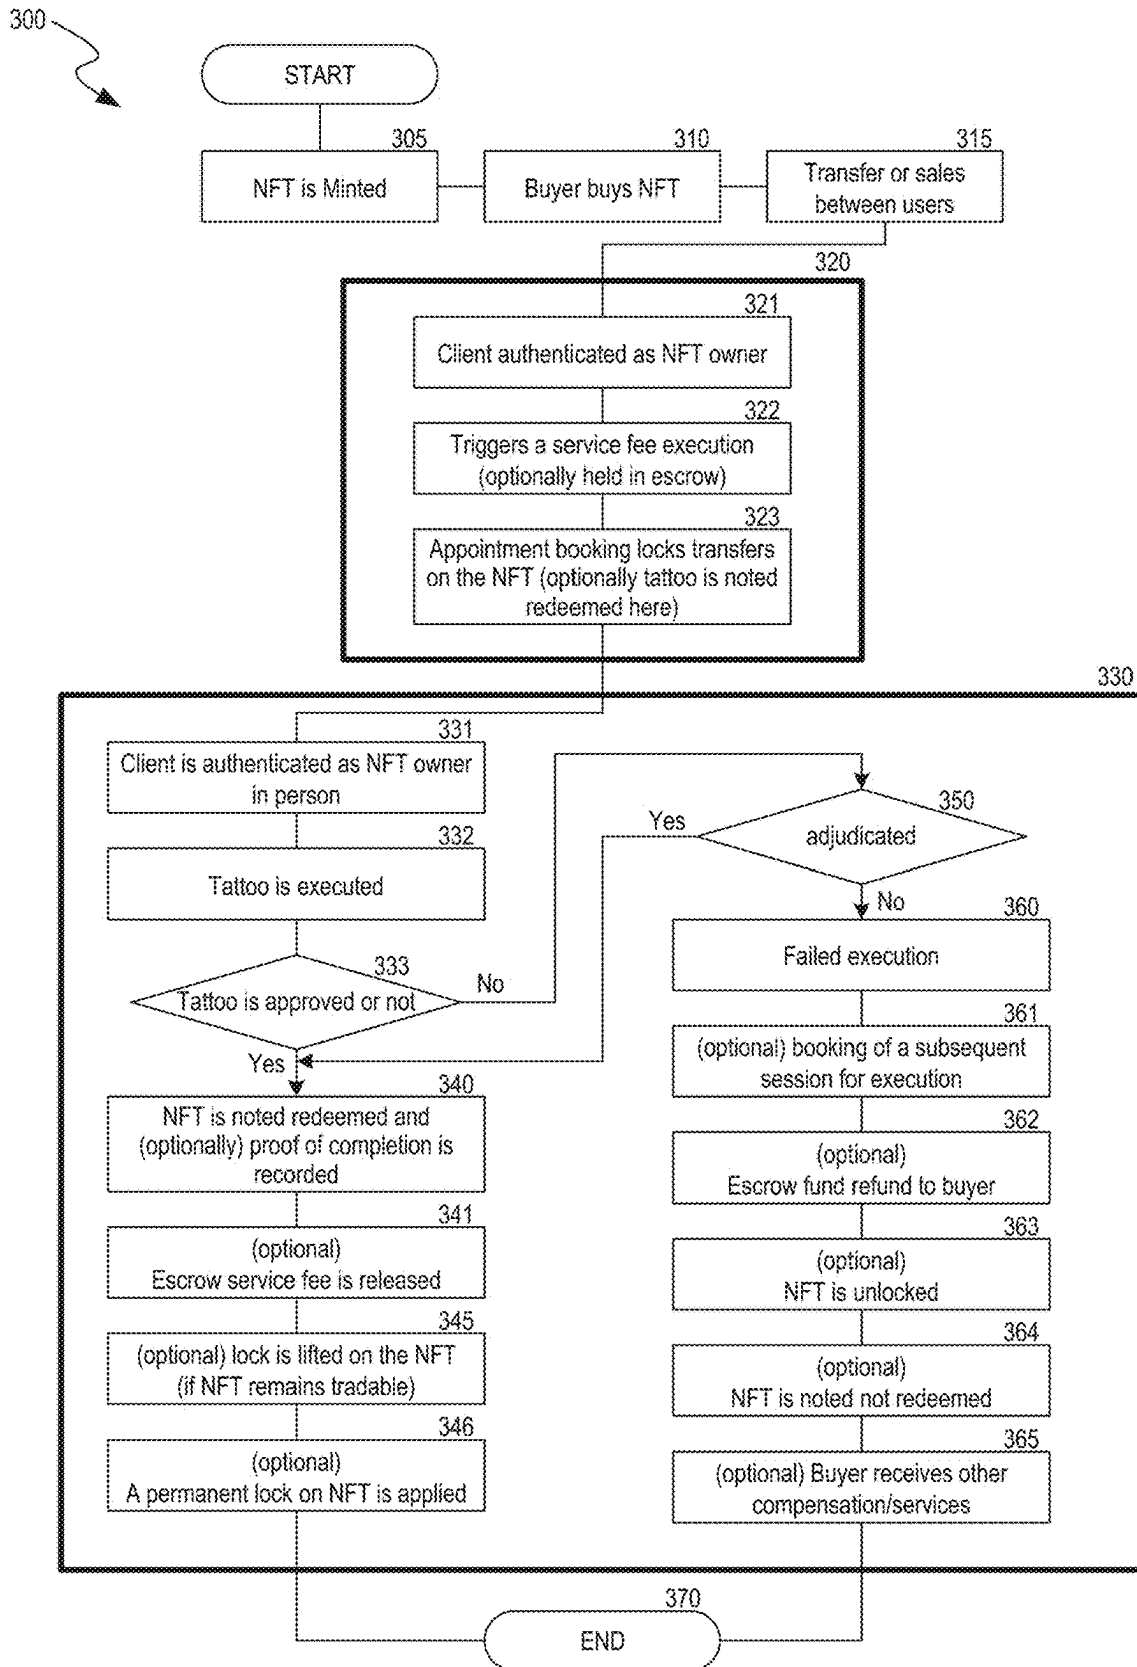 300
START
305
NFT is Minted
310
Buyer buys NFT
315
Transfer or sales
between users
320
321
Client authenticated as NFT owner
322
Triggers a service fee execution
(optionally held in escrow)
323
Appointment booking locks transfers
on the NFT (optionally tattoo is noted
redeemed here)
330
331
Client is authenticated as NFT owner
in person
332
Tattoo is executed
333
Tattoo is approved or not
No
Yes
350
adjudicated
Yes
No
340
NFT is noted redeemed and
(optionally) proof of completion is
recorded
341
(optional)
Escrow service fee is released
345
(optional) lock is lifted on the NFT
(if NFT remains tradable)
346
(optional)
A permanent lock on NFT is applied
360
Failed execution
361
(optional) booking of a subsequent
session for execution
362
(optional)
Escrow fund refund to buyer
363
(optional)
NFT is unlocked
364
(optional)
NFT is noted not redeemed
365
(optional) Buyer receives other
compensation/services
370
END